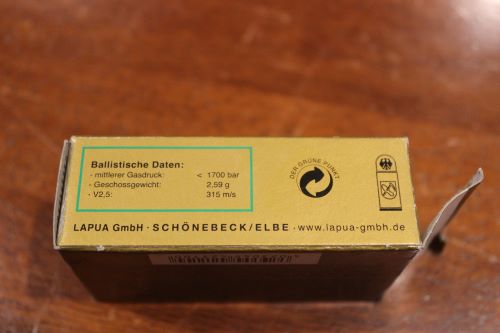 Ballistische Daten:
- mittlerer Gasdruck: < 1700 bar
- Geschossgewicht: 2,59 g
- V2,5: 315 m/s
DER GRÜNE PUNKT
LAPUA GmbH · SCHÖNEBECK/ELBE · www.lapua-gmbh.de